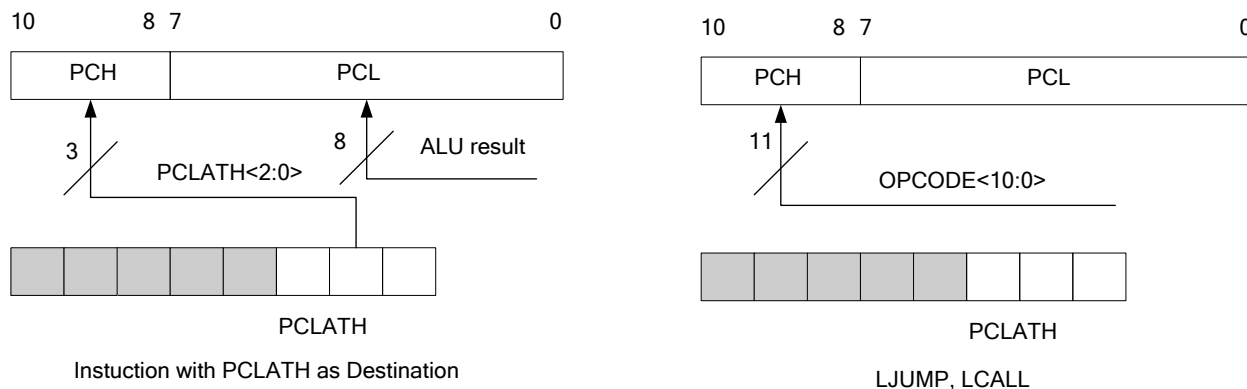 10 8 7 0
PCH PCL
3
8
ALU result
PCLATH<2:0>
PCLATH
Instuction with PCLATH as Destination
10 8 7 0
PCH PCL
11
OPCODE<10:0>
PCLATH
LJUMP, LCALL